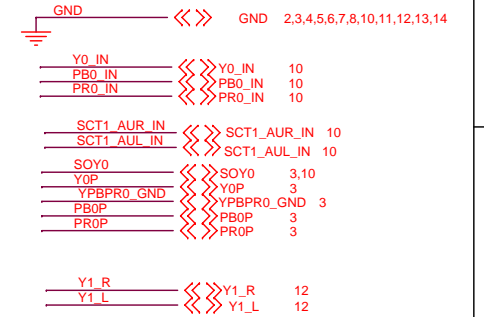 GND GND 2,3,4,5,6,7,8,10,11,12,13,14
Y0_IN Y0_IN 10
PB0_IN PB0_IN 10
PR0_IN PR0_IN 10
SCT1_AUR_IN SCT1_AUR_IN 10
SCT1_AUL_IN SCT1_AUL_IN 10
SOY0 SOY0 3,10
Y0P Y0P 3
YPBPR0_GND YPBPR0_GND 3
PB0P PB0P 3
PR0P PR0P 3
Y1_R Y1_R 12
Y1_L Y1_L 12